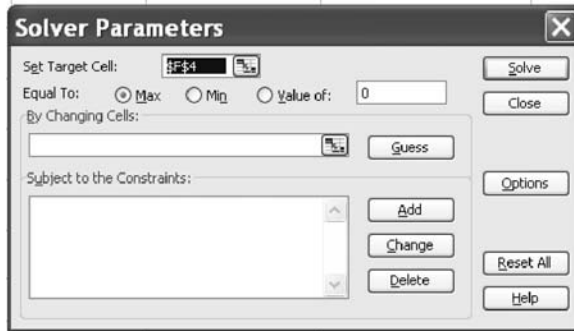 Solver Parameters
Set Target Cell: $F$4
Solve
Equal To: Max Min Value of: 0
Close
By Changing Cells:
Guess
Subject to the Constraints:
Options
Add
Change
Reset All
Delete
Help